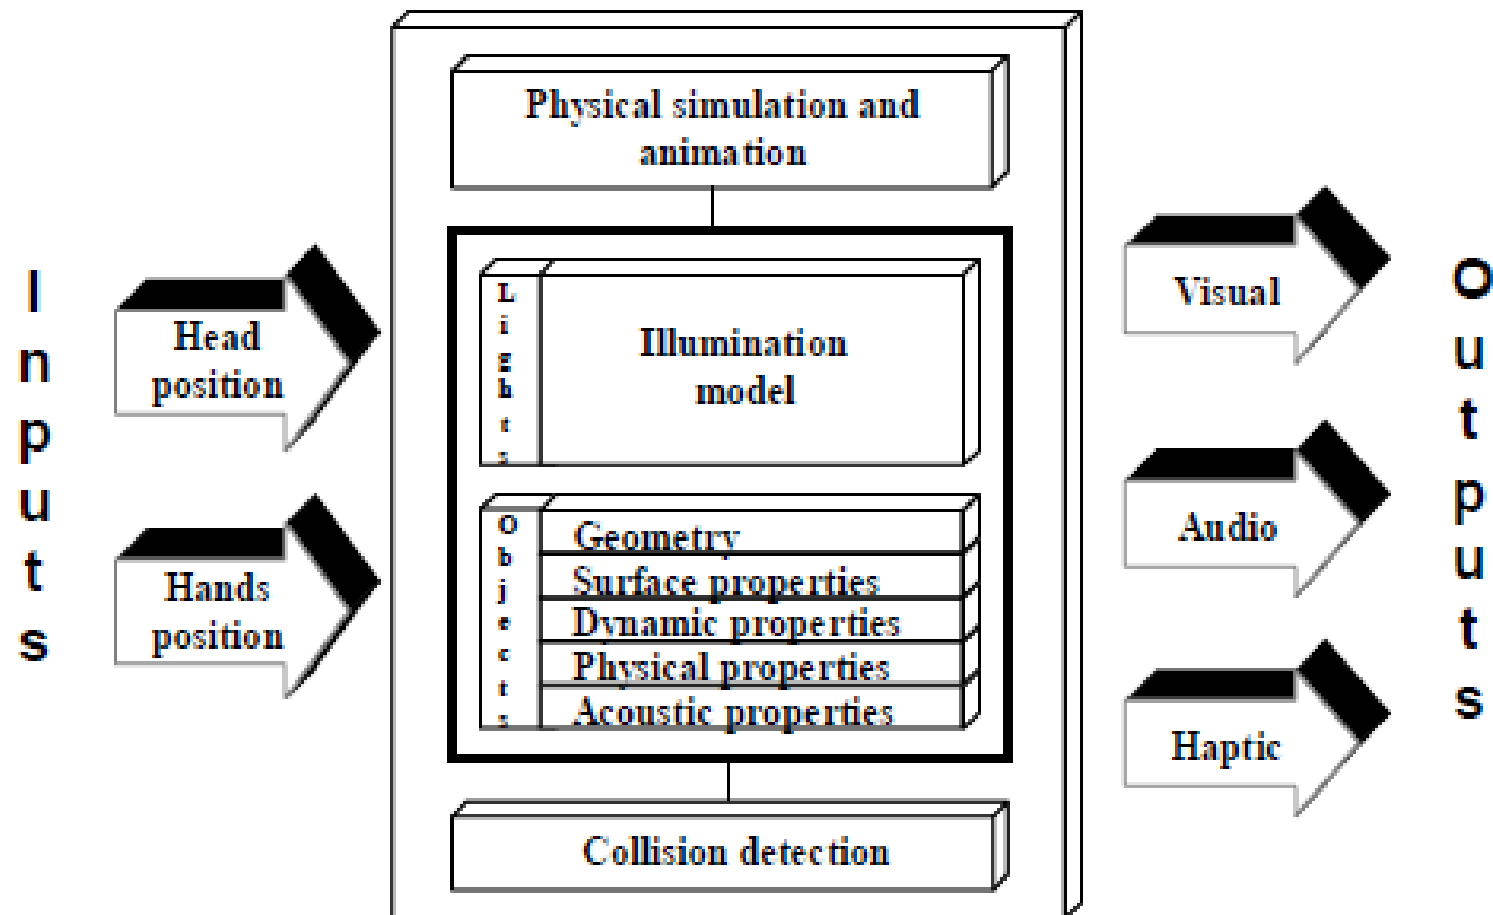 Inputs
Head
position
Hands
position
Physical simulation and
animation
Lights
Illumination
model
Objects
Geometry
Surface properties
Dynamic properties
Physical properties
Acoustic properties
Collision detection
Visual
Audio
Haptic
Outputs